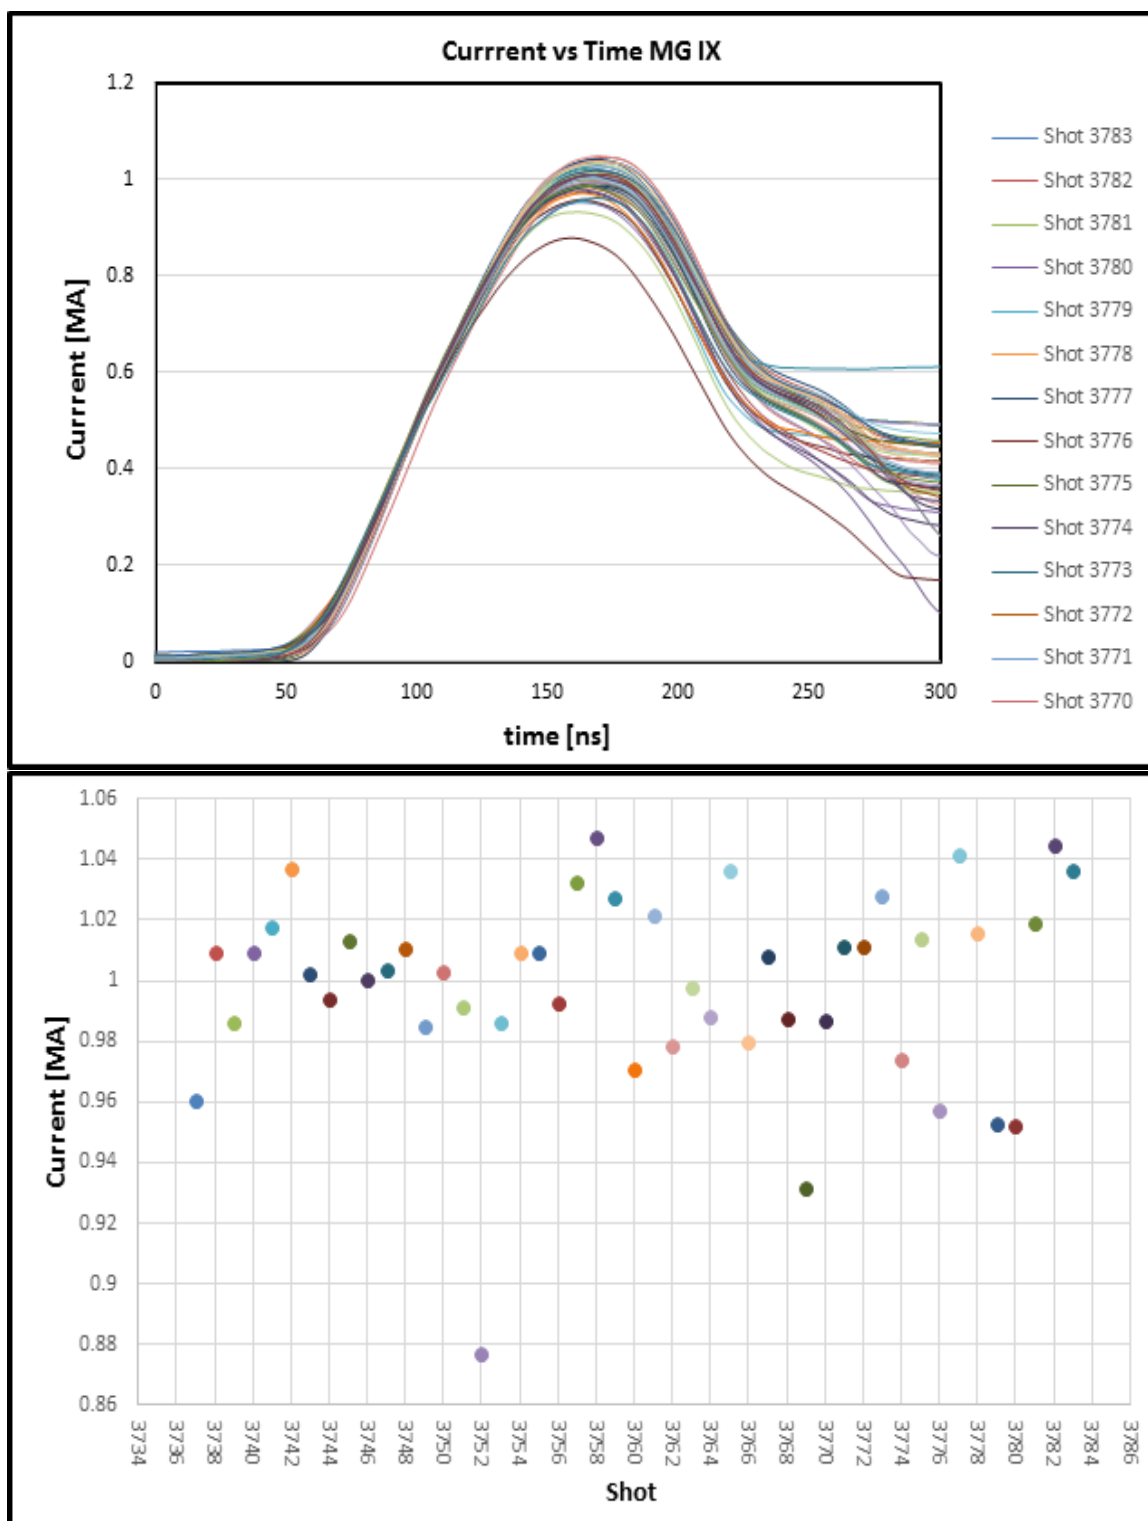 Currrent vs Time MG IX
1.2
1
0.8
0.6
0.4
0.2
0
Currrent [MA]
0 50 100 150 200 250 300
time [ns]
Shot 3783
Shot 3782
Shot 3781
Shot 3780
Shot 3779
Shot 3778
Shot 3777
Shot 3776
Shot 3775
Shot 3774
Shot 3773
Shot 3772
Shot 3771
Shot 3770
1.06
1.04
1.02
1
0.98
0.96
0.94
0.92
0.9
0.88
0.86
Current [MA]
3734 3736 3738 3740 3742 3744 3746 3748 3750 3752 3754 3756 3758 3760 3762 3764 3766 3768 3770 3772 3774 3776 3778 3780 3782 3784 3786
Shot